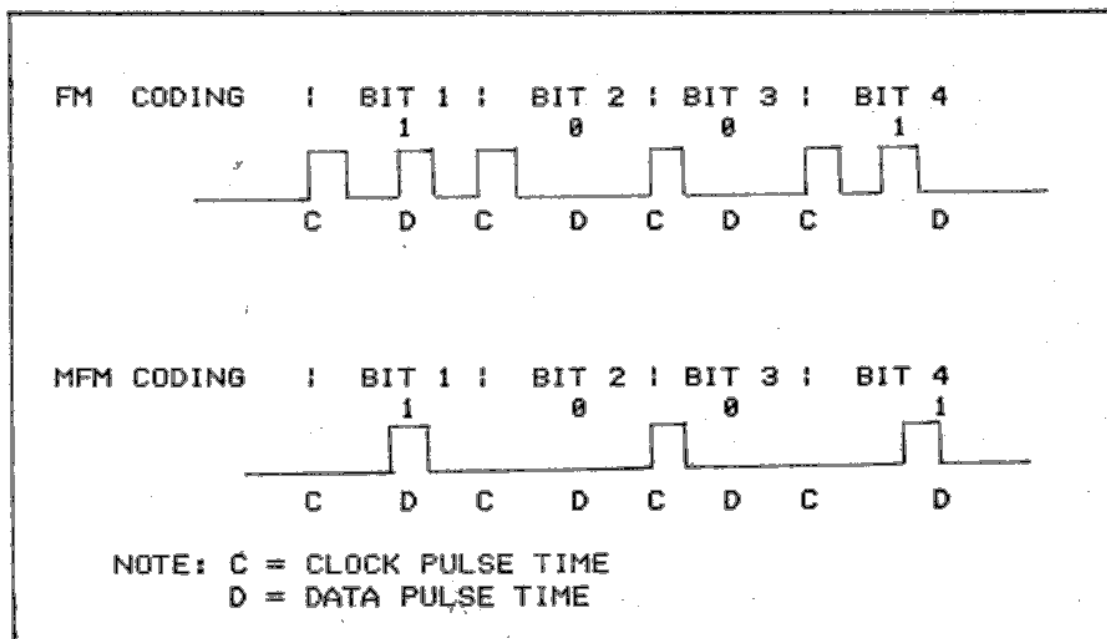 FM CODING ¦ BIT 1 ¦ BIT 2 ¦ BIT 3 ¦ BIT 4
1 0 0 1
C D C D C D C D
MFM CODING ¦ BIT 1 ¦ BIT 2 ¦ BIT 3 ¦ BIT 4
1 0 0 1
C D C D C D C D
NOTE: C = CLOCK PULSE TIME
D = DATA PULSE TIME